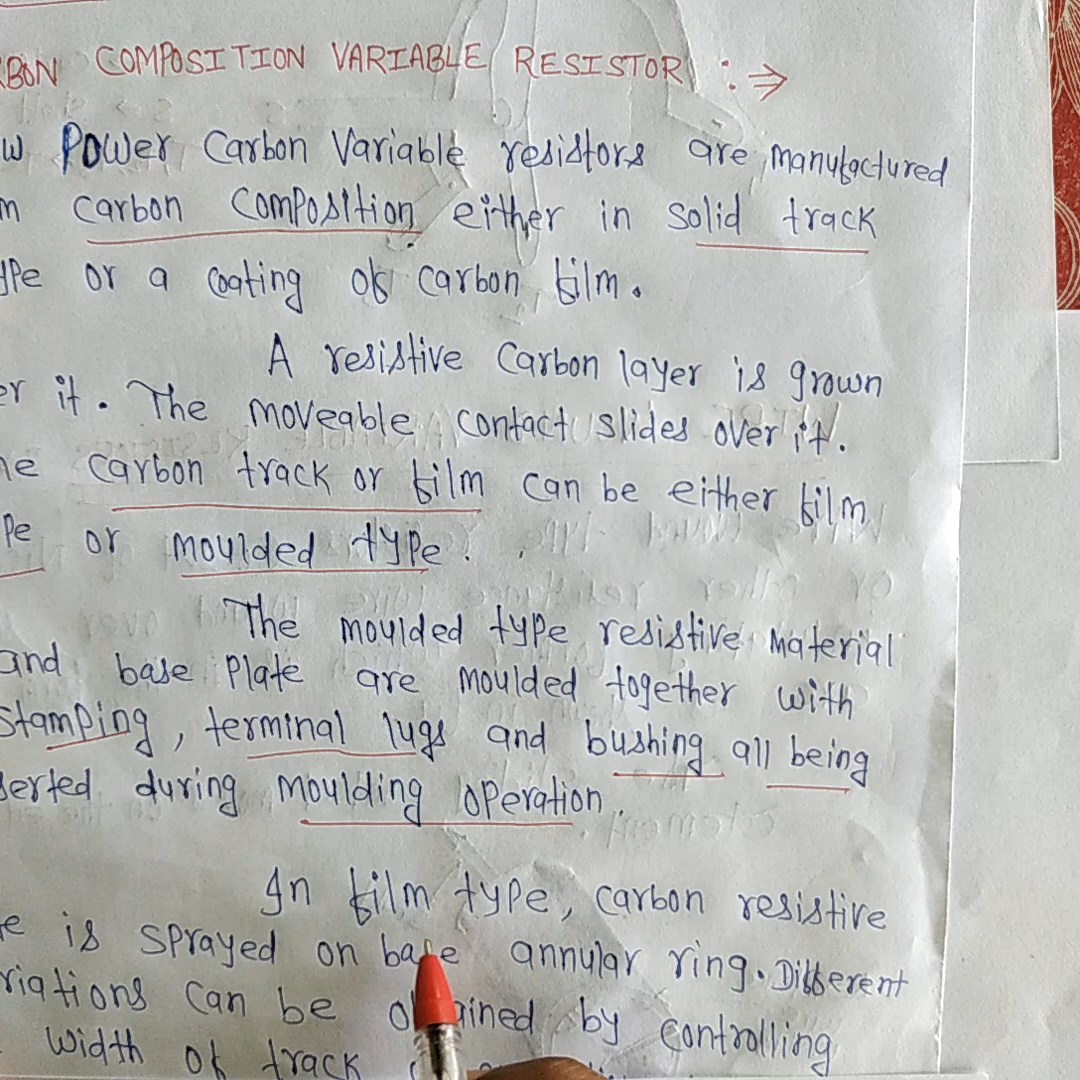 COMPOSITION VARIABLE RESISTOR :⇒
Power Carbon Variable resistors are manufactured
carbon composition either in solid track
or a coating of carbon film.
A resistive carbon layer is grown
it. The moveable contact slides over it.
carbon track or film can be either film
or moulded type.
The moulded type resistive material
and base plate are moulded together with
stamping, terminal lugs and bushing all being
during moulding operation.
In film type, carbon resistive
is sprayed on base annular ring. Different
can be by controlling
width of track